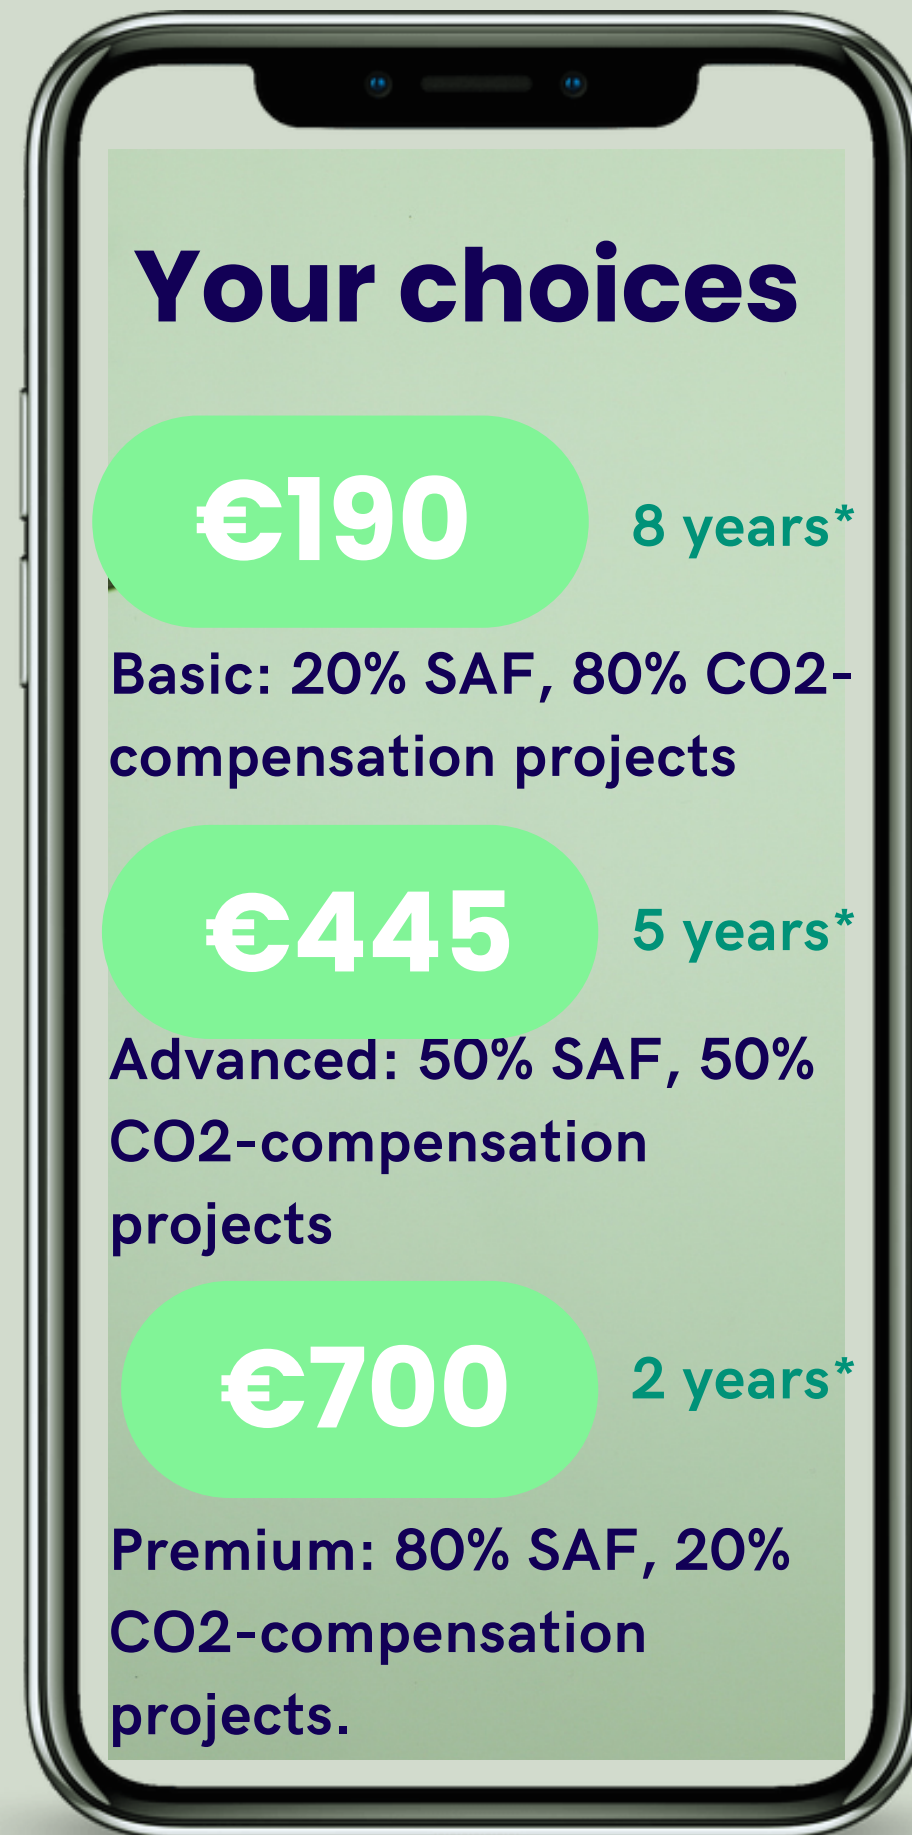 Your choices
€190
8 years*
Basic: 20% SAF, 80% CO2-
compensation projects
€445
5 years*
Advanced: 50% SAF, 50%
CO2-compensation
projects
€700
2 years*
Premium: 80% SAF, 20%
CO2-compensation
projects.